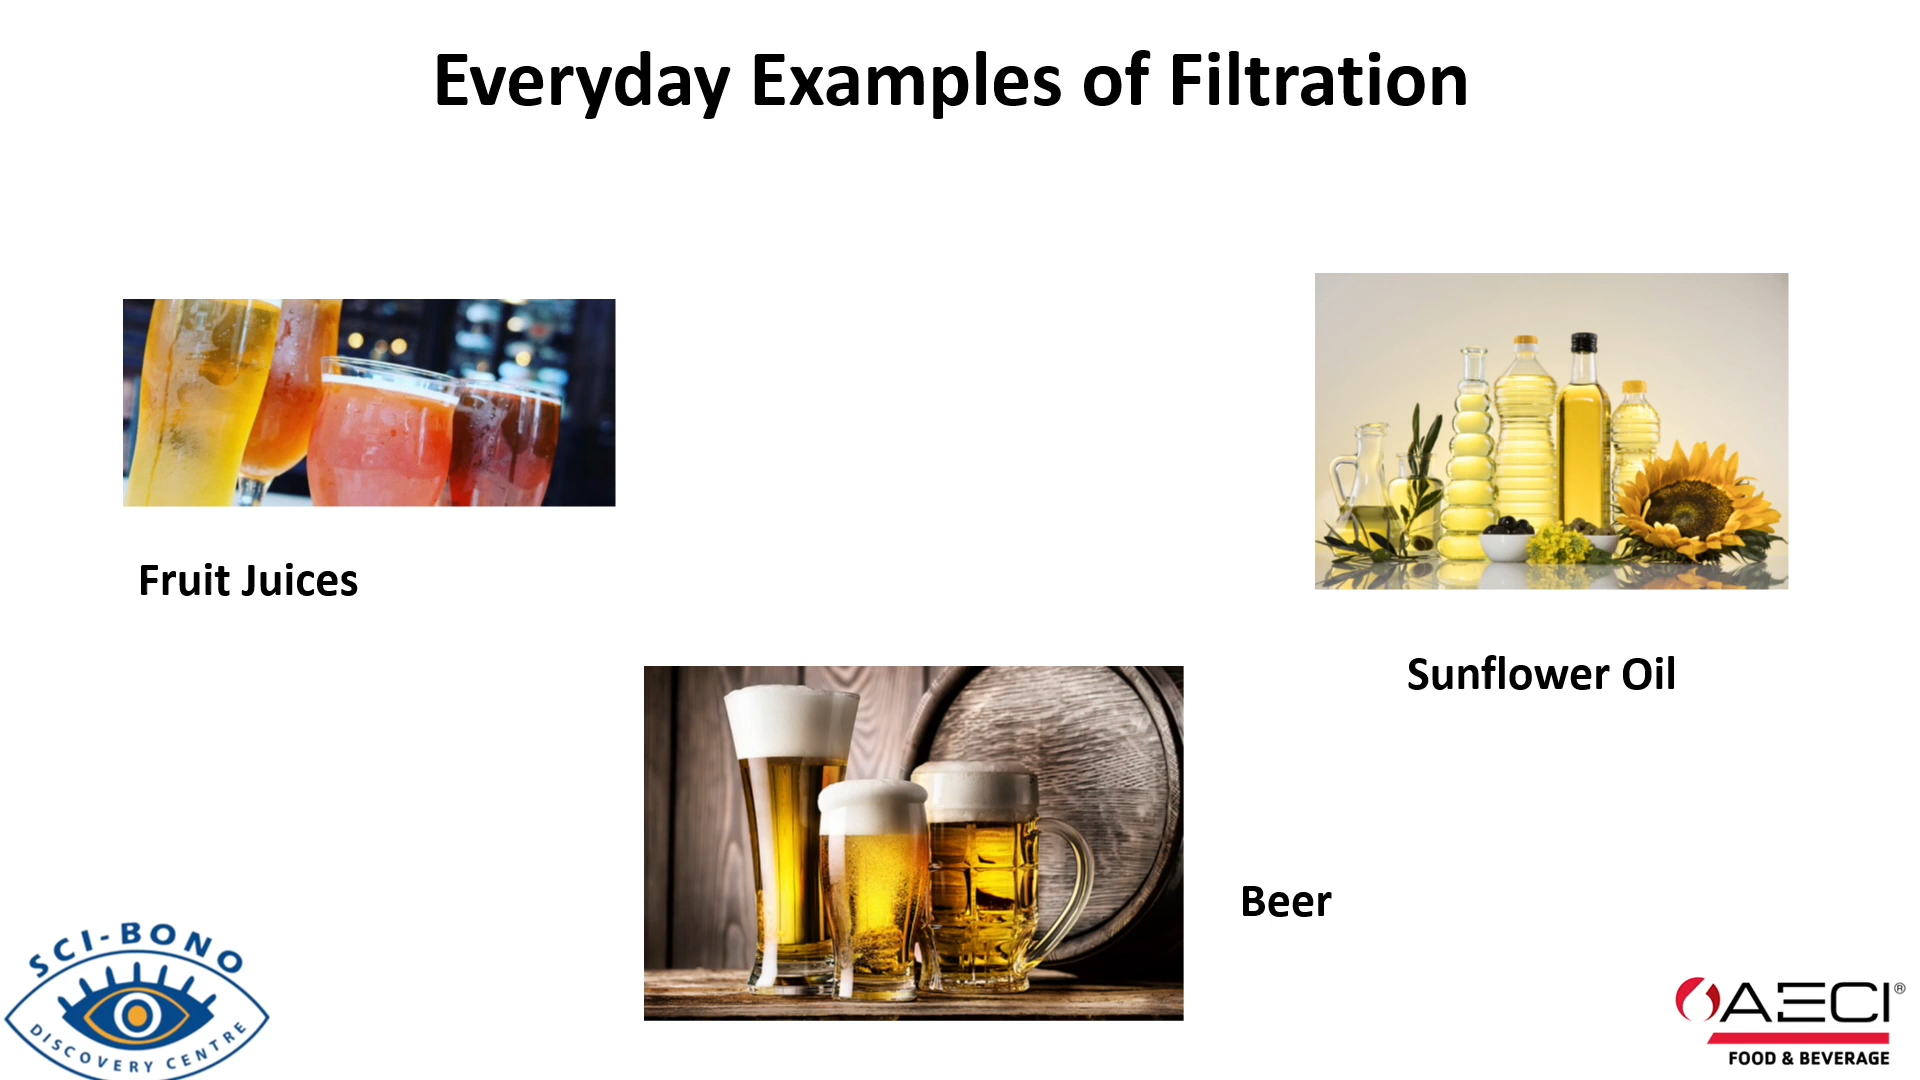 Everyday Examples of Filtration
Fruit Juices
Sunflower Oil
Beer
SCI-BONO
DISCOVERY CENTRE
AECI®
FOOD & BEVERAGE